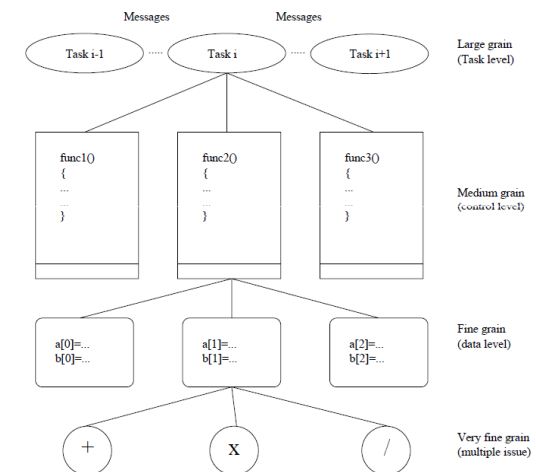 Messages Messages
Task i-1 ..... Task i ..... Task i+1
Large grain
(Task level)
func1()
{
...
...
}
func2()
{
...
...
}
func3()
{
...
...
}
Medium grain
(control level)
a[0]=...
b[0]=...
a[1]=...
b[1]=...
a[2]=...
b[2]=...
Fine grain
(data level)
+
X
/
Very fine grain
(multiple issue)